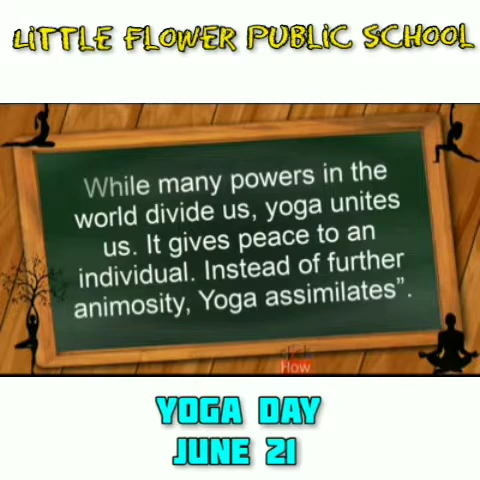 LiTTLE FLOWER PUBLiC SCHOOL
While many powers in the
world divide us, yoga unites
us. It gives peace to an
individual. Instead of further
animosity, Yoga assimilates”.
How
YOGA DAY
JUNE 21